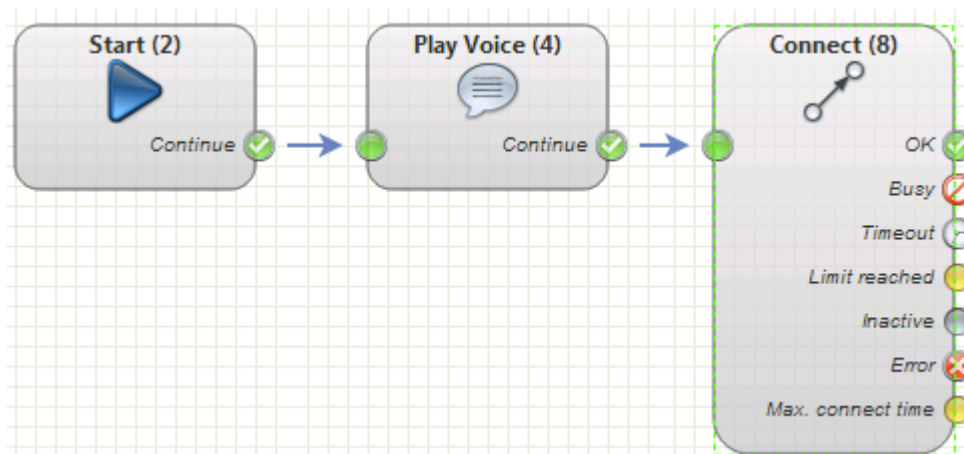 Start (2)
Continue
Play Voice (4)
Continue
Connect (8)
OK
Busy
Timeout
Limit reached
Inactive
Error
Max. connect time